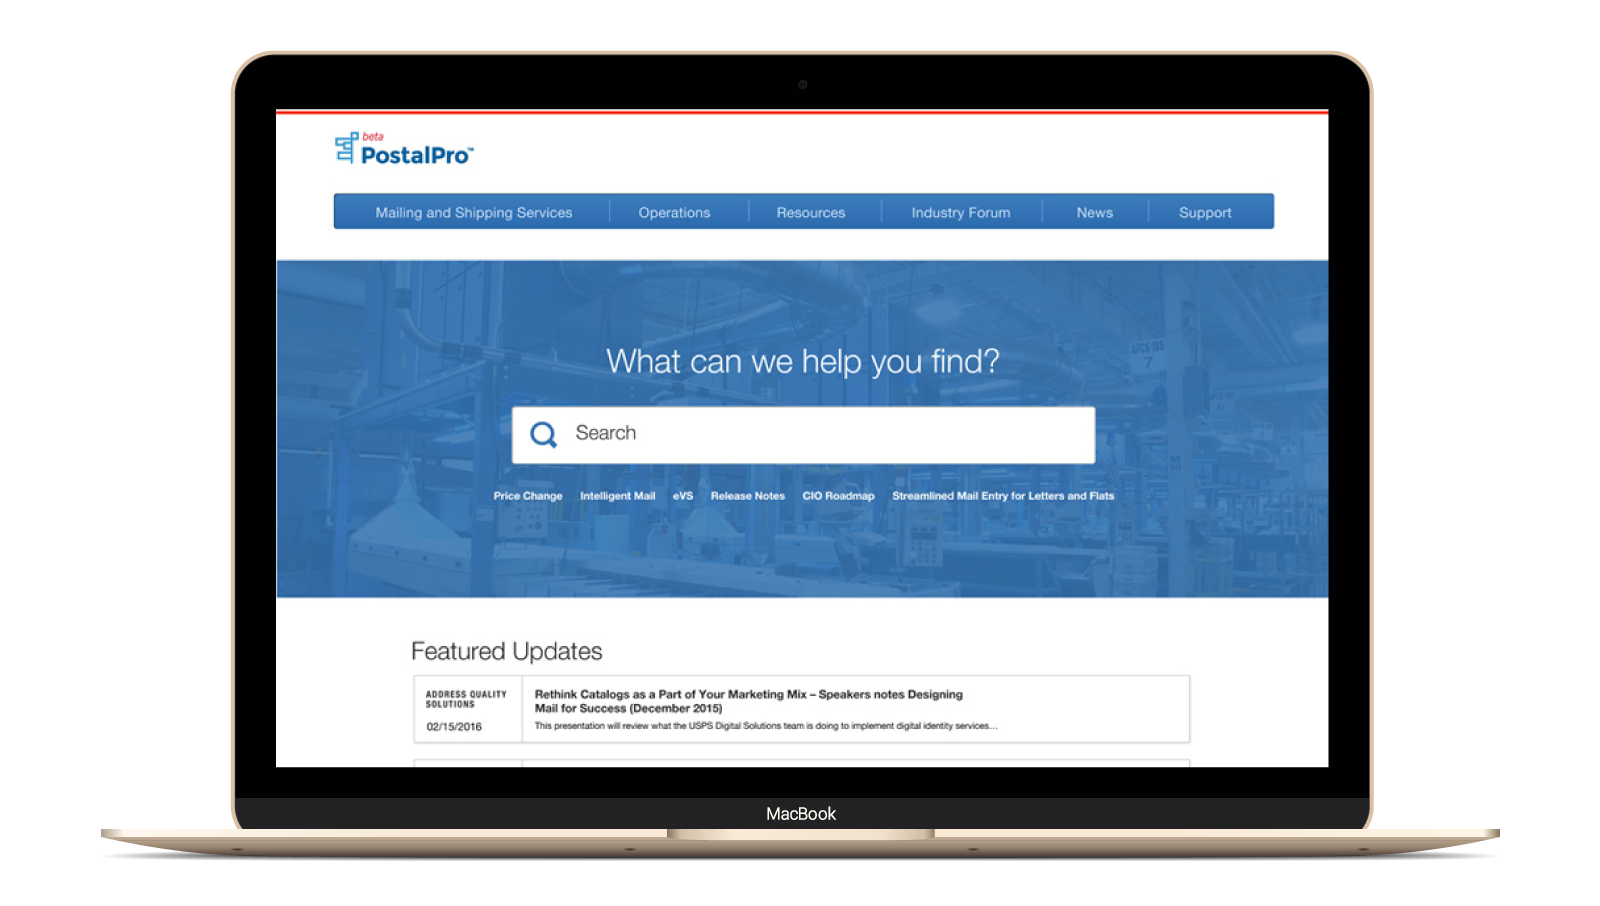 beta
PostalPro™
Mailing and Shipping Services
Operations
Resources
Industry Forum
News
Support
AFCS 155
7
What can we help you find?
Search
Price Change
Intelligent Mail
eVS
Release Notes
CIO Roadmap
Streamlined Mail Entry for Letters and Flats
Featured Updates
ADDRESS QUALITY
SOLUTIONS
02/15/2016
Rethink Catalogs as a Part of Your Marketing Mix – Speakers notes Designing
Mail for Success (December 2015)
This presentation will review what the USPS Digital Solutions team is doing to implement digital identity services...
MacBook